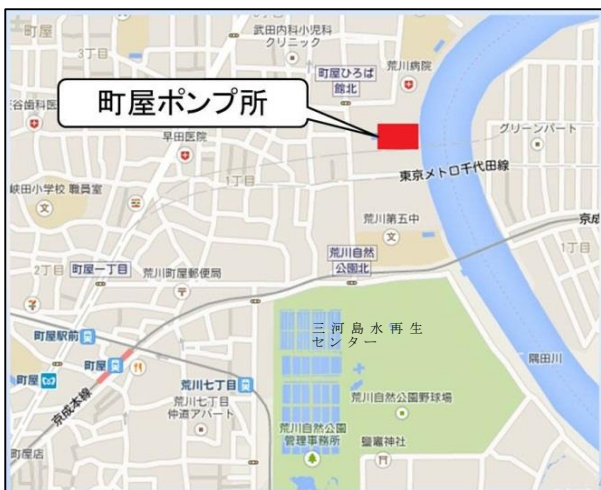 町屋
武田内科小児科
クリニック
3丁目
町屋ひろば
館北
荒川病院
町屋ポンプ所
谷歯科医
早田医院
グリーンパート
東京メトロ千代田線
1丁目
峡田小学校 職員室
荒川第五中
京成
荒川自然
公園北
1丁目
2丁目
町屋一丁目
荒川町屋郵便局
三河島水再生
センター
町屋駅前
町屋
隅田川
町屋
荒川七丁目
京成本線
荒川七丁目
仲道アパート
荒川自然公園野球場
荒川自然公園
管理事務所
鹽竈神社
町屋店